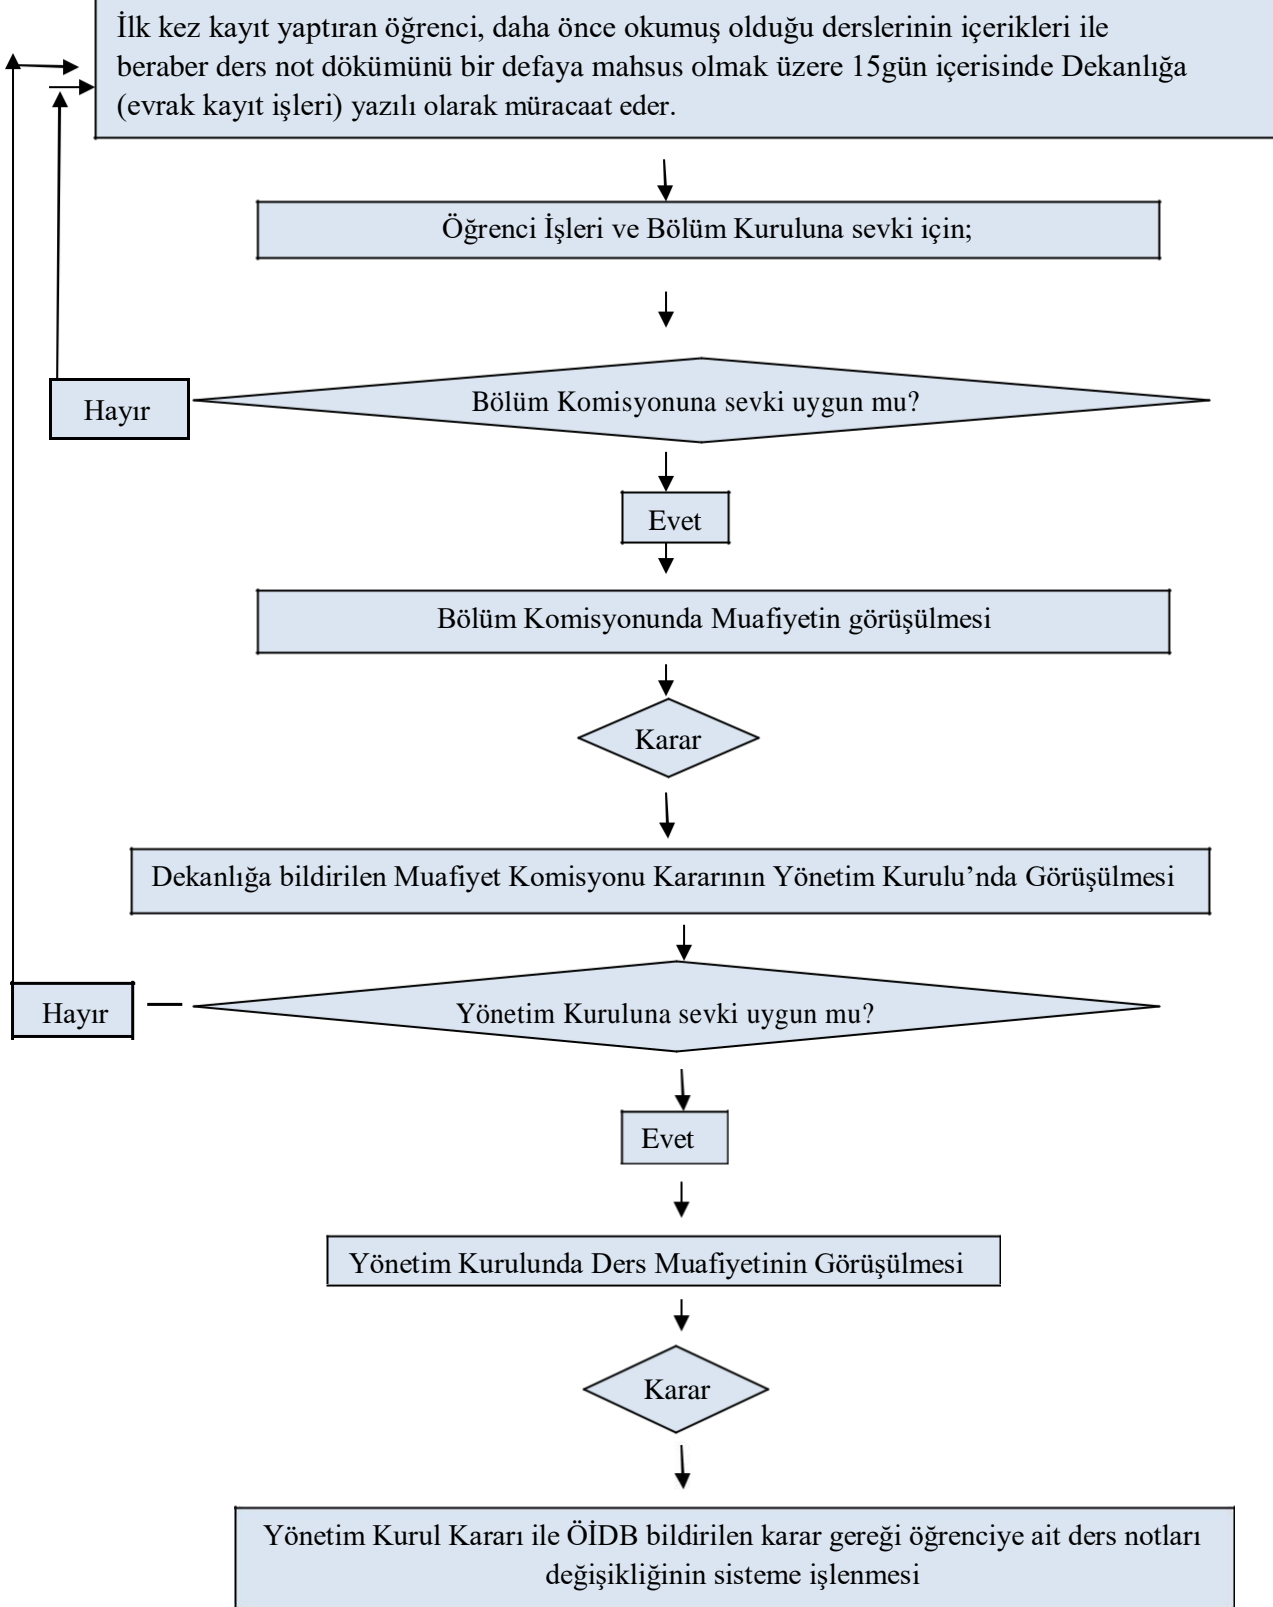 İlk kez kayıt yaptıran öğrenci, daha önce okumuş olduğu derslerinin içerikleri ile
beraber ders not dökümünü bir defaya mahsus olmak üzere 15gün içerisinde Dekanlığa
(evrak kayıt işleri) yazılı olarak müracaat eder.
Öğrenci İşleri ve Bölüm Kuruluna sevki için;
Hayır
Bölüm Komisyonuna sevki uygun mu?
Evet
Bölüm Komisyonunda Muafiyetin görüşülmesi
Karar
Dekanlığa bildirilen Muafiyet Komisyonu Kararının Yönetim Kurulu’nda Görüşülmesi
Hayır
Yönetim Kuruluna sevki uygun mu?
Evet
Yönetim Kurulunda Ders Muafiyetinin Görüşülmesi
Karar
Yönetim Kurul Kararı ile ÖİDB bildirilen karar gereği öğrenciye ait ders notları
değişikliğinin sisteme işlenmesi